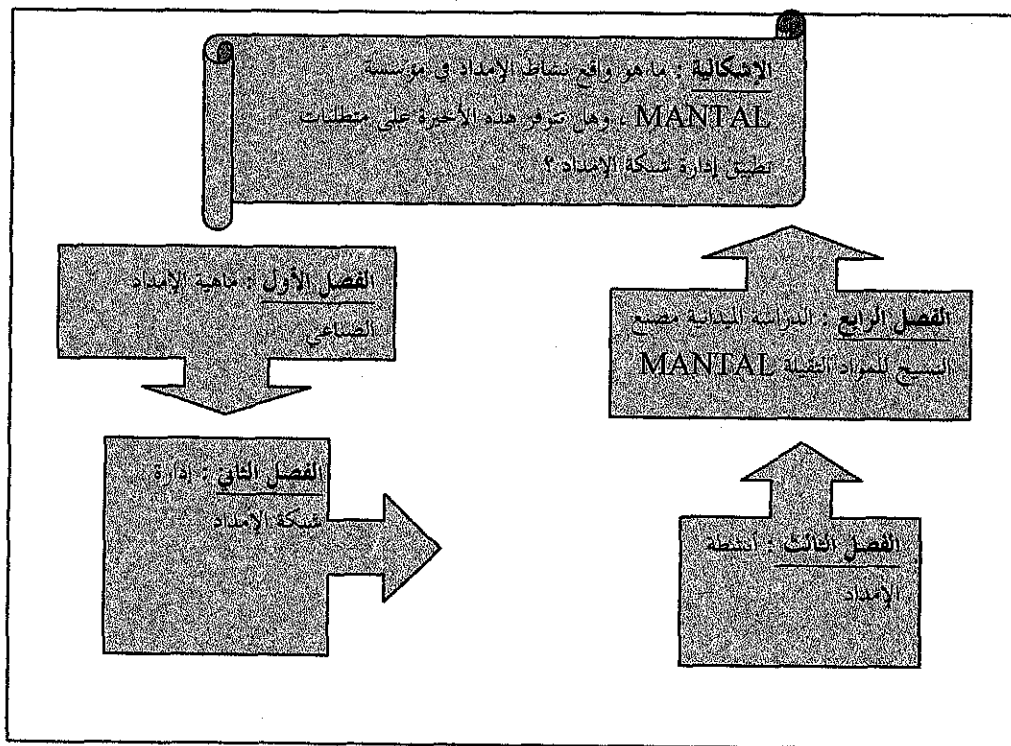 الإشكالية : ما هو واقع نشاط الإمداد في مؤسسة
MANTAL ، وهل تتوفر هذه الأخيرة على متطلبات
تطبيق إدارة شبكة الإمداد ؟
الفصل الأول : ماهية الإمداد
الصناعي
الفصل الثاني : إدارة
شبكة الإمداد
الفصل الثالث : أنشطة
الإمداد
الفصل الرابع : الدراسة الميدانية مصنع
النسيج للمواد الثقيلة MANTAL